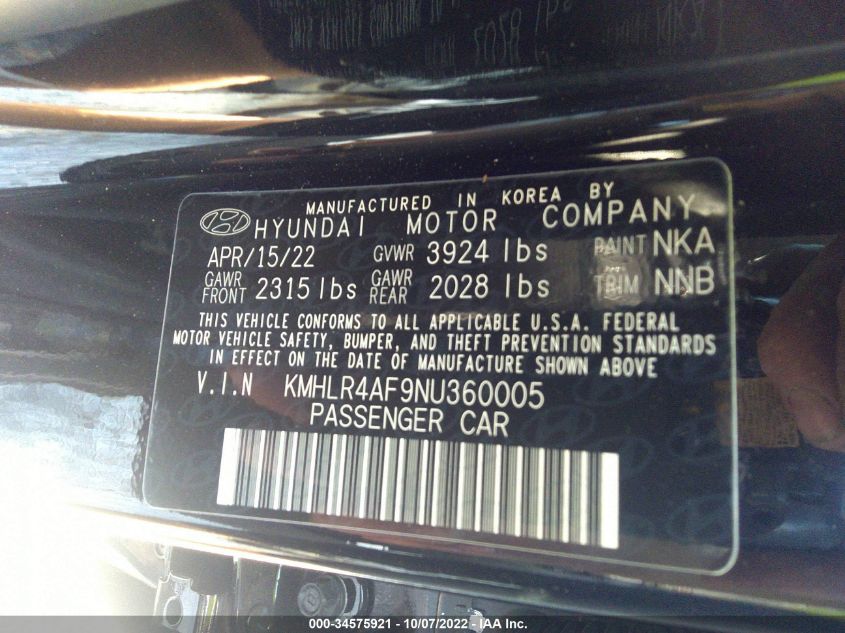 MANUFACTURED IN KOREA BY
HYUNDAI MOTOR COMPANY
APR/15/22 GVWR 3924 lbs PAINT NKA
GAWR FRONT 2315 lbs GAWR REAR 2028 lbs TRIM NNB
THIS VEHICLE CONFORMS TO ALL APPLICABLE U.S.A. FEDERAL
MOTOR VEHICLE SAFETY, BUMPER, AND THEFT PREVENTION STANDARDS
IN EFFECT ON THE DATE OF MANUFACTURE SHOWN ABOVE
V.I.N KMHLR4AF9NU360005
PASSENGER CAR
000-34575921 - 10/07/2022 - IAA Inc.